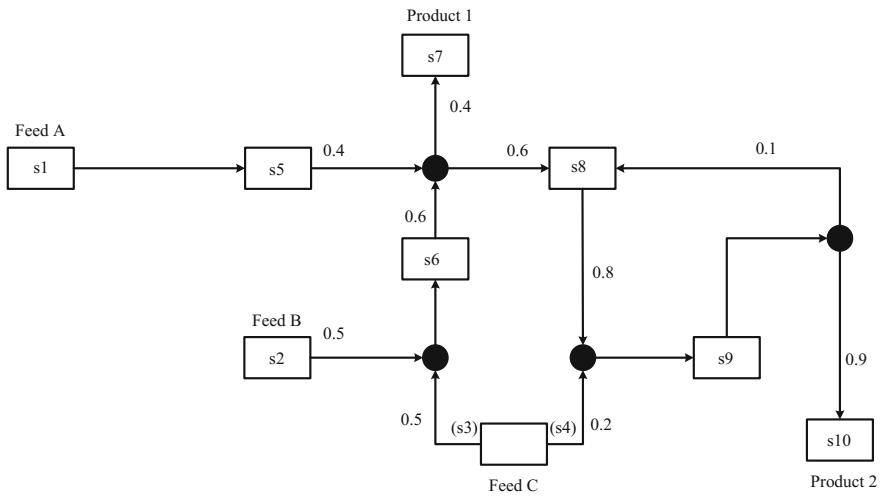 Product 1
s7
0.4
Feed A
s1
s5
0.4
0.6
s8
0.1
0.6
s6
0.8
Feed B
s2
0.5
s9
0.9
0.5
(s3)
(s4)
0.2
s10
Feed C
Product 2